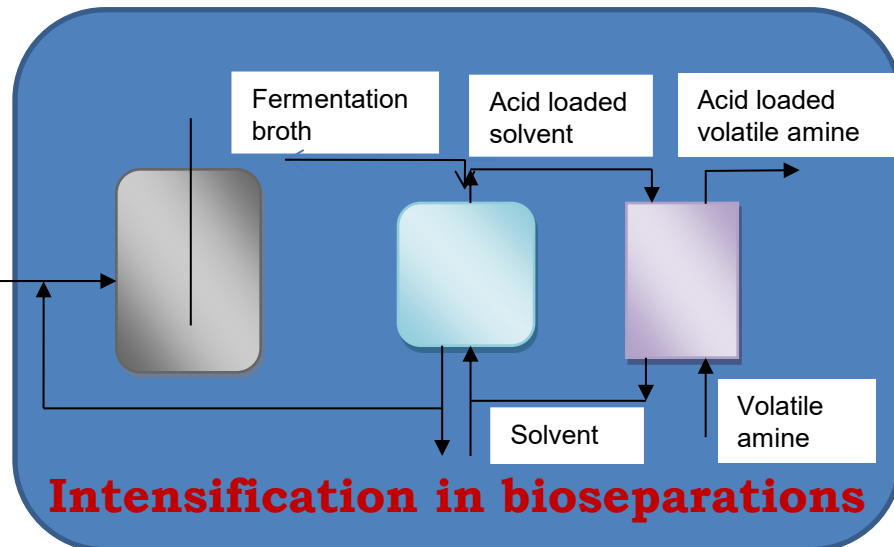 Fermentation
broth
Acid loaded
solvent
Acid loaded
volatile amine
Solvent
Volatile
amine
Intensification in bioseparations